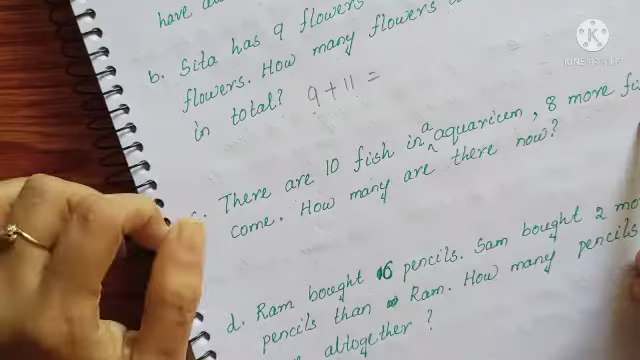 have
b. Sita has 9 flowers
flowers. How many flowers
in total? 9 + 11 =
c. There are 10 fish in a aquarium, 8 more
come. How many are there now?
d. Ram bought 6 pencils. Sam bought 2
pencils than Ram. How many pencils
altogether?
KINEMASTER